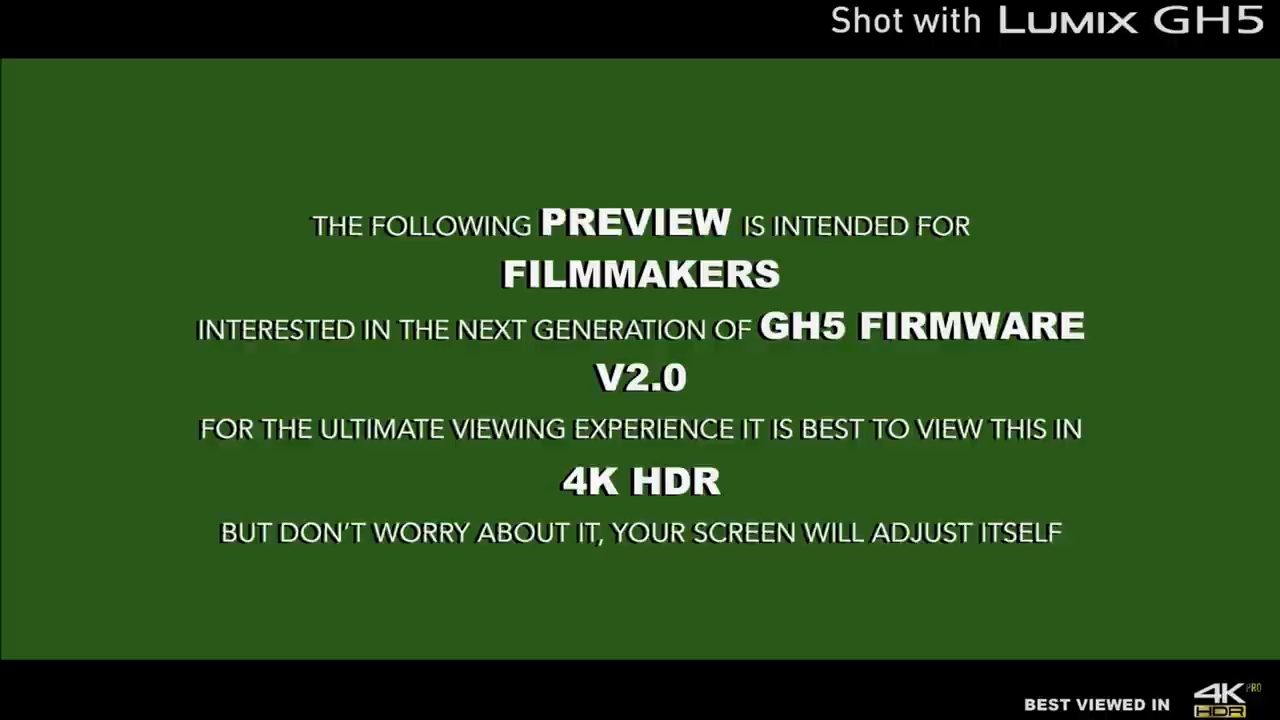 Shot with LUMIX GH5
THE FOLLOWING PREVIEW IS INTENDED FOR
FILMMAKERS
INTERESTED IN THE NEXT GENERATION OF GH5 FIRMWARE
V2.0
FOR THE ULTIMATE VIEWING EXPERIENCE IT IS BEST TO VIEW THIS IN
4K HDR
BUT DON’T WORRY ABOUT IT, YOUR SCREEN WILL ADJUST ITSELF
BEST VIEWED IN 4K PRO
HDR